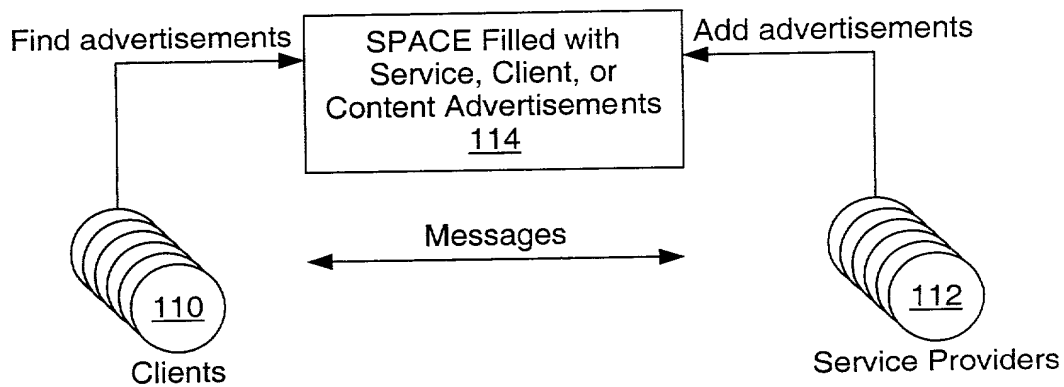 Find advertisements
SPACE Filled with
Service, Client, or
Content Advertisements
114
Add advertisements
Messages
110
Clients
112
Service Providers